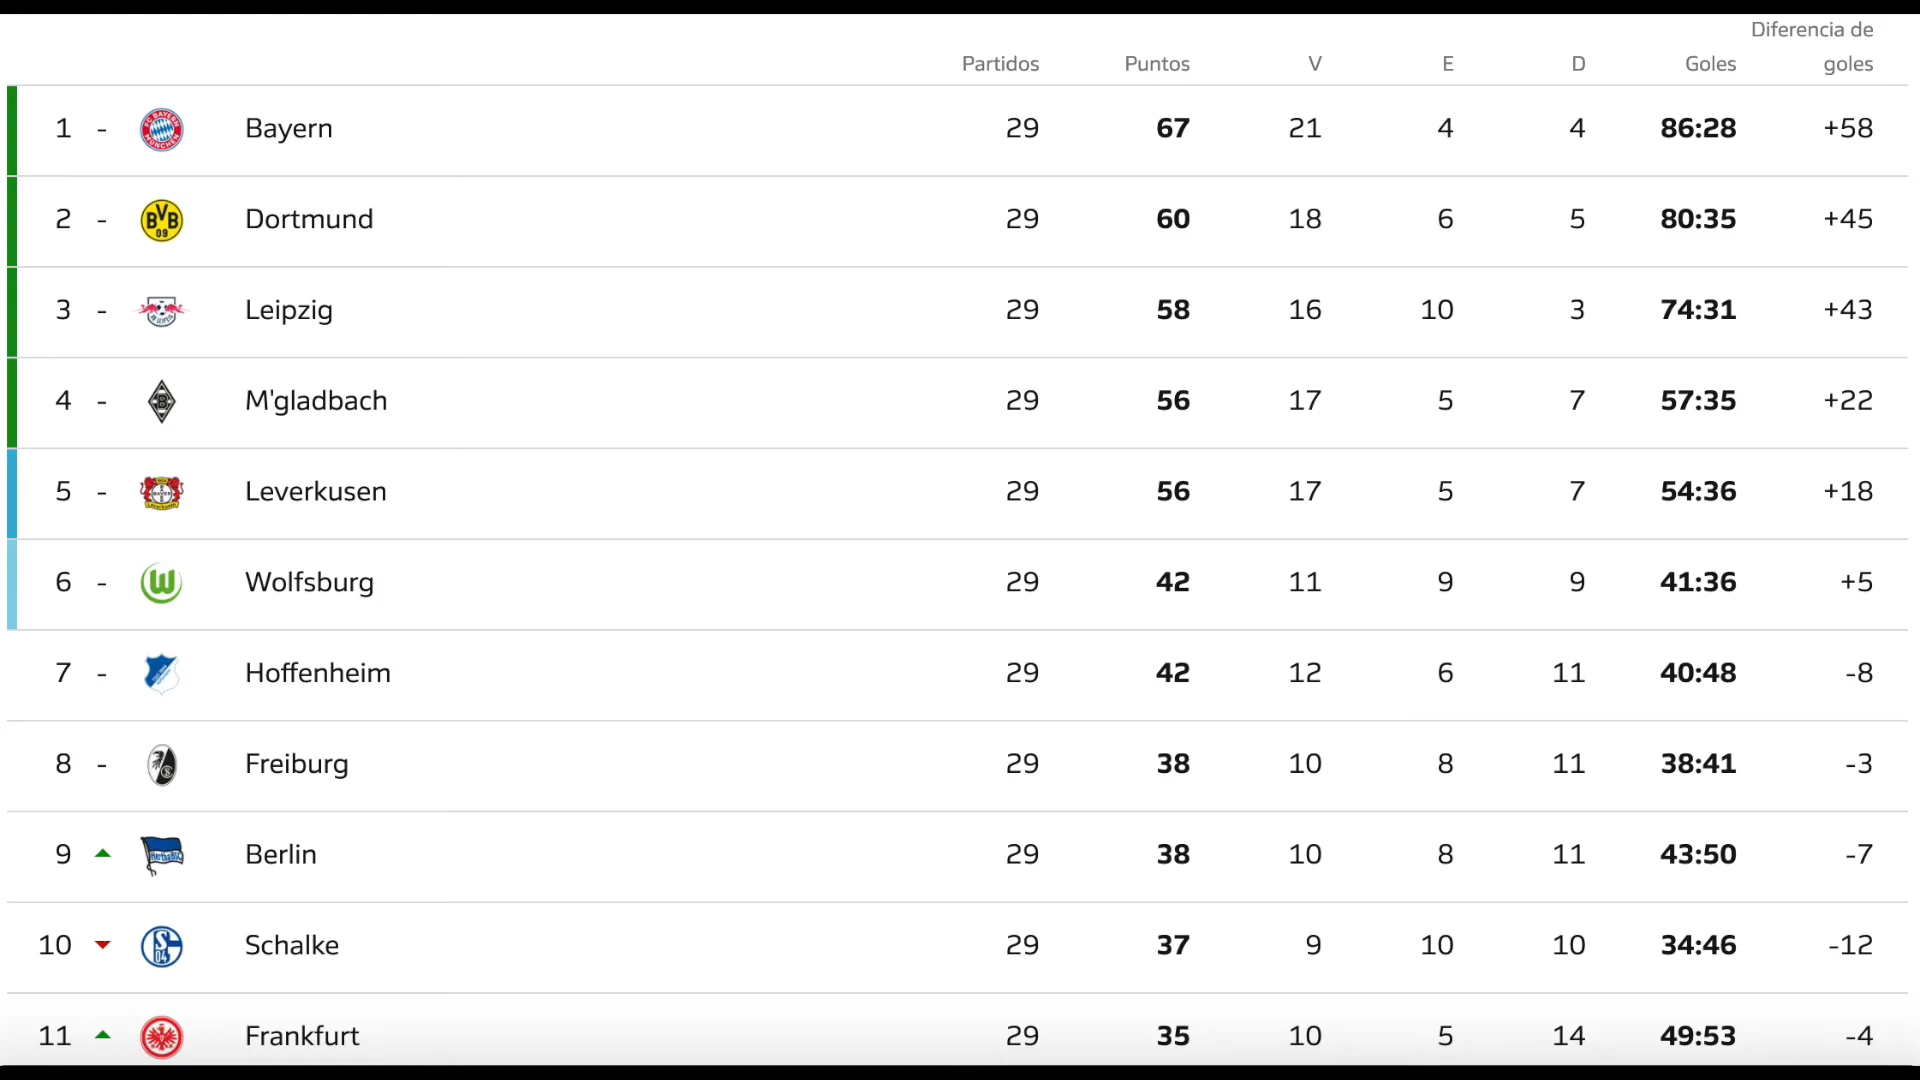 Partidos Puntos V E D Goles Diferencia de goles
1 - Bayern 29 67 21 4 4 86:28 +58
2 - Dortmund 29 60 18 6 5 80:35 +45
3 - Leipzig 29 58 16 10 3 74:31 +43
4 - M'gladbach 29 56 17 5 7 57:35 +22
5 - Leverkusen 29 56 17 5 7 54:36 +18
6 - Wolfsburg 29 42 11 9 9 41:36 +5
7 - Hoffenheim 29 42 12 6 11 40:48 -8
8 - Freiburg 29 38 10 8 11 38:41 -3
9 Berlin 29 38 10 8 11 43:50 -7
10 Schalke 29 37 9 10 10 34:46 -12
11 Frankfurt 29 35 10 5 14 49:53 -4